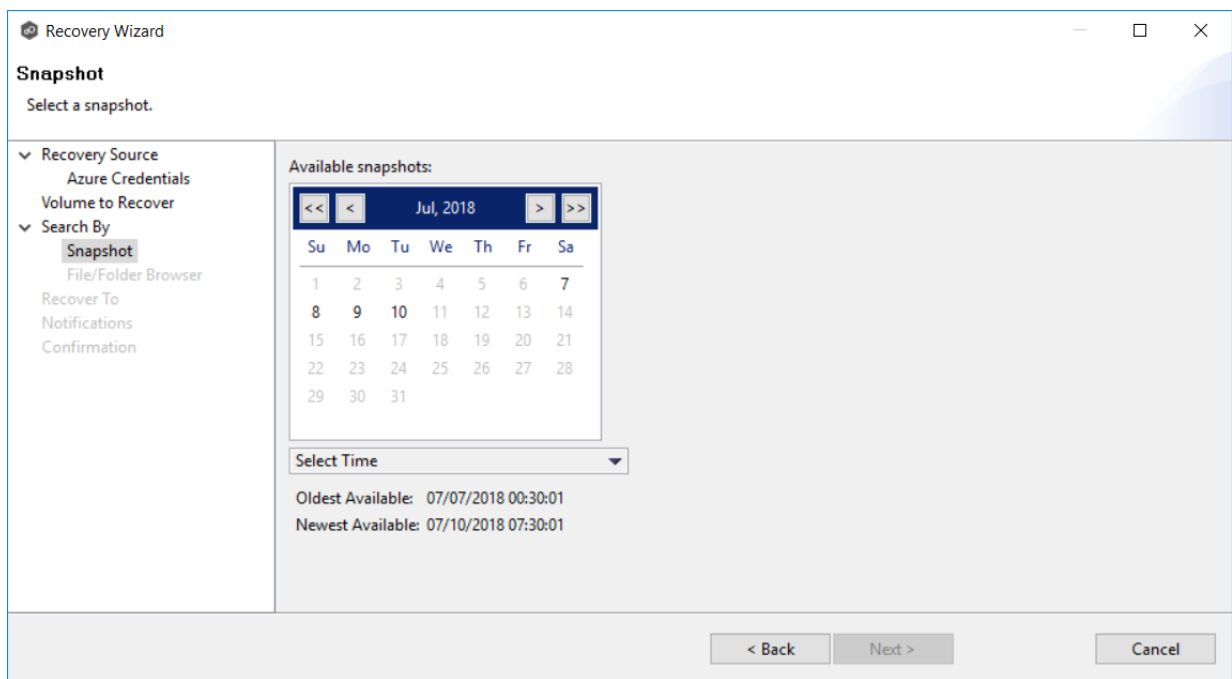 Recovery Wizard
Snapshot
Select a snapshot.
Recovery Source
Azure Credentials
Volume to Recover
Search By
Snapshot
File/Folder Browser
Recover To
Notifications
Confirmation
Available snapshots:
<< < Jul, 2018 > >>
Su Mo Tu We Th Fr Sa
1 2 3 4 5 6 7
8 9 10 11 12 13 14
15 16 17 18 19 20 21
22 23 24 25 26 27 28
29 30 31
Select Time
Oldest Available: 07/07/2018 00:30:01
Newest Available: 07/10/2018 07:30:01
< Back Next > Cancel